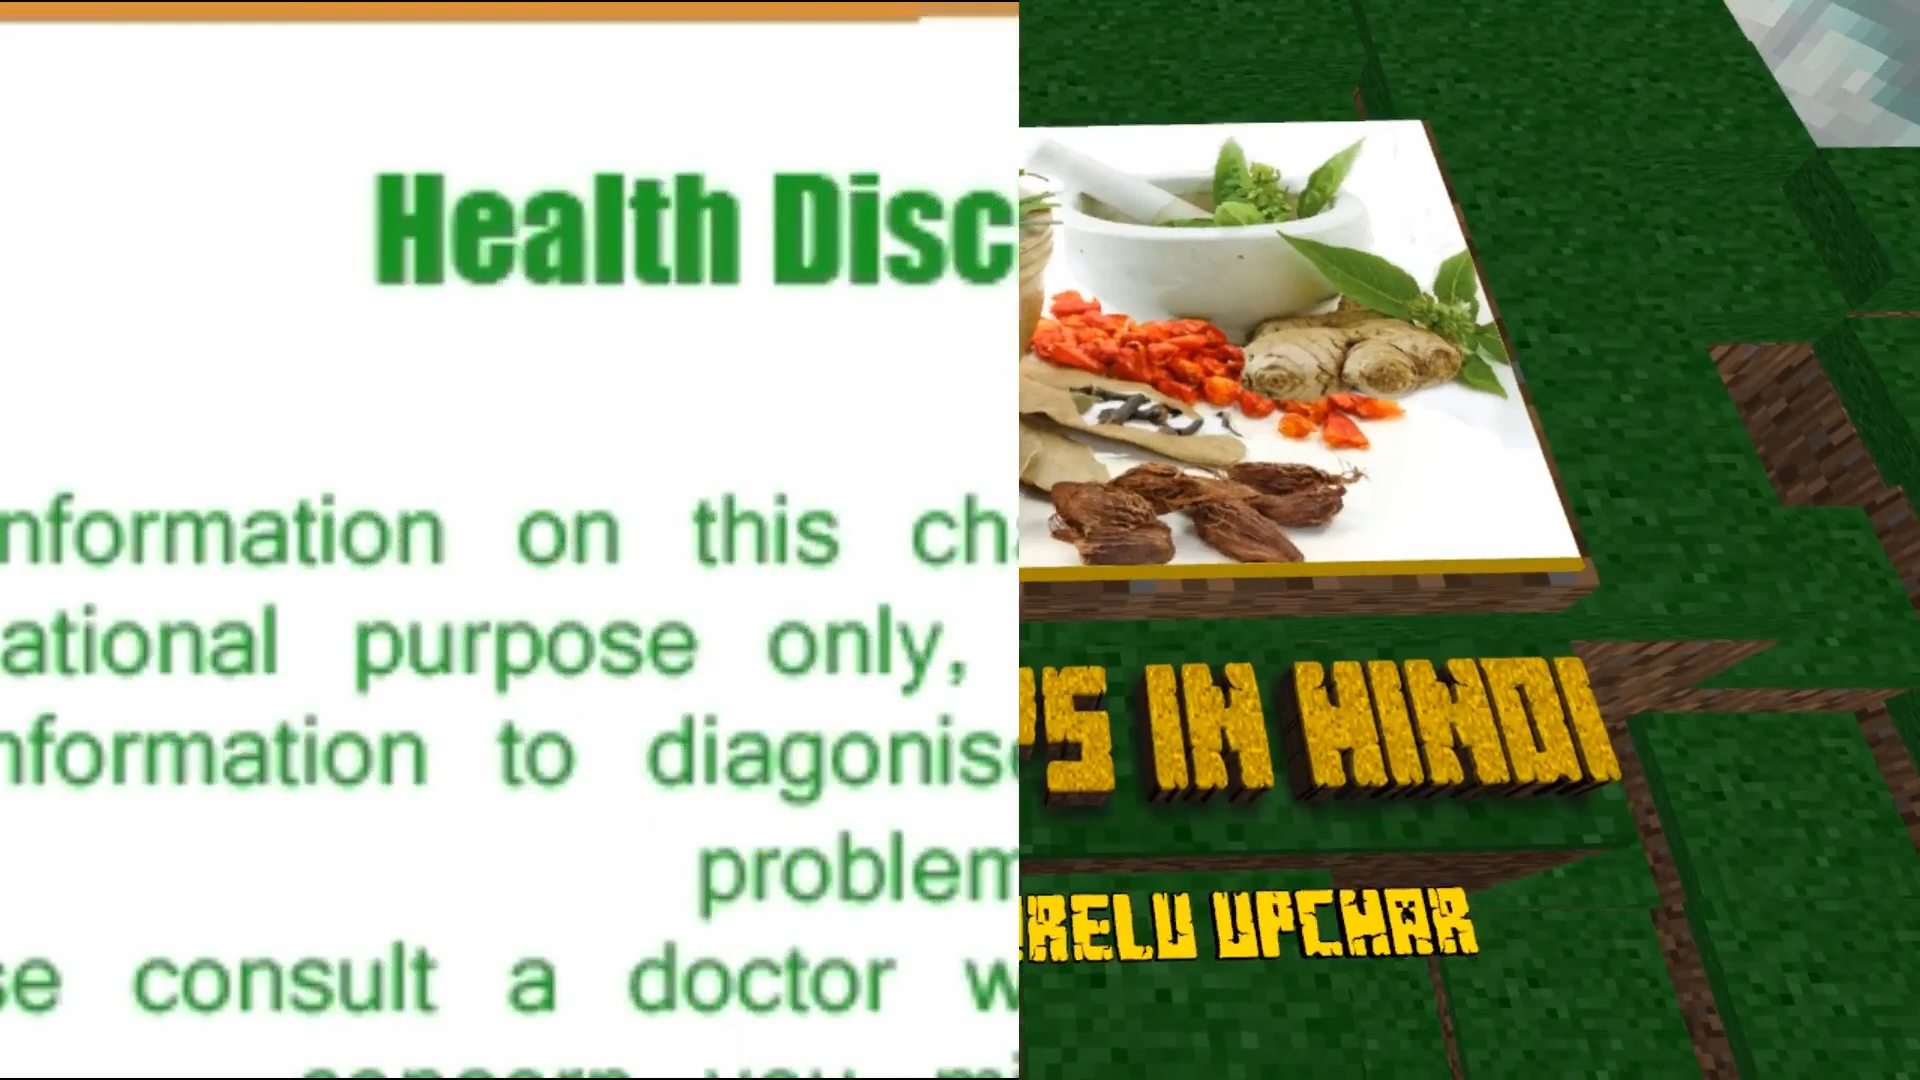 Health Disc
nformation on this ch
ational purpose only,
nformation to diagonis
problem
se consult a doctor w
PS IN HINDI
RELU UPCHAR